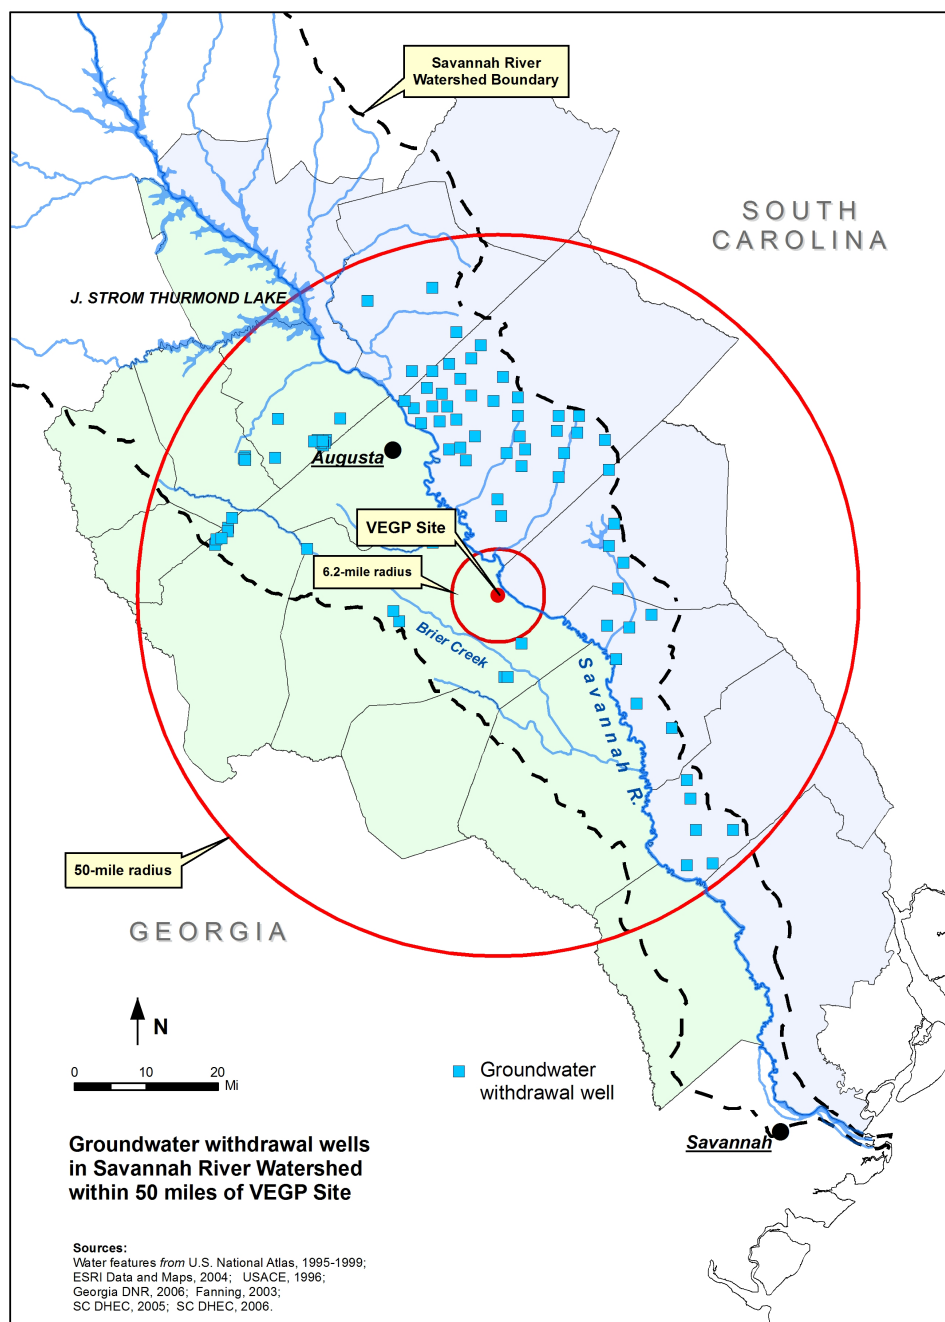 Savannah River
Watershed Boundary
SOUTH
CAROLINA
J. STROM THURMOND LAKE
Augusta
VEGP Site
6.2-mile radius
Brier Creek
Savannah R.
50-mile radius
GEORGIA
N
0 10 20
Mi
Groundwater
withdrawal well
Savannah
Groundwater withdrawal wells
in Savannah River Watershed
within 50 miles of VEGP Site
Sources:
Water features from U.S. National Atlas, 1995-1999;
ESRI Data and Maps, 2004; USACE, 1996;
Georgia DNR, 2006; Fanning, 2003;
SC DHEC, 2005; SC DHEC, 2006.